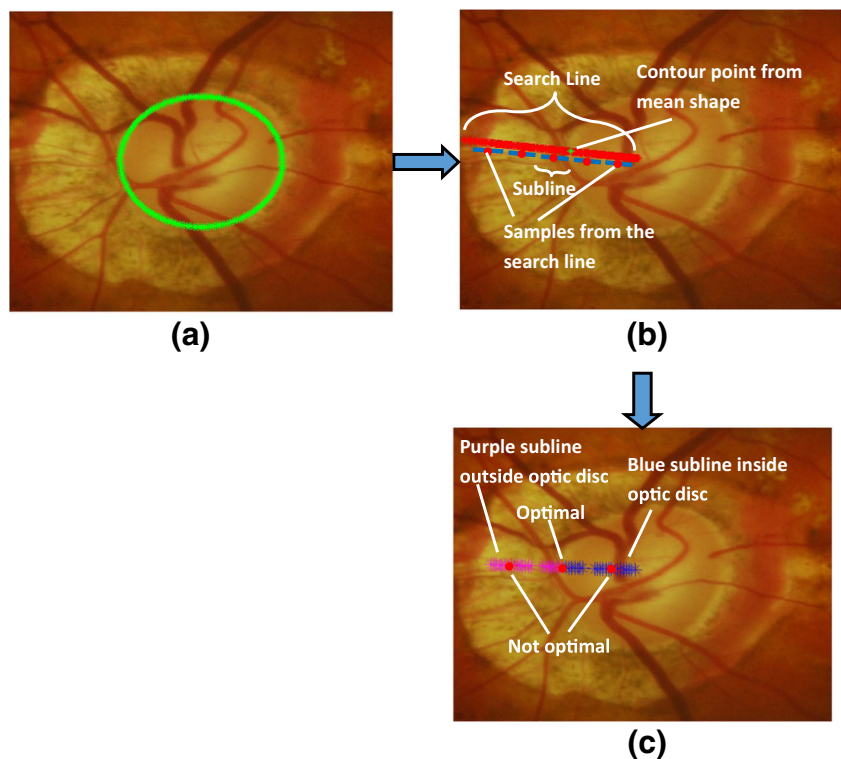 Search Line
Contour point from
mean shape
Subline
Samples from the
search line
(a)
(b)
Purple subline
outside optic disc
Blue subline inside
optic disc
Optimal
Not optimal
(c)